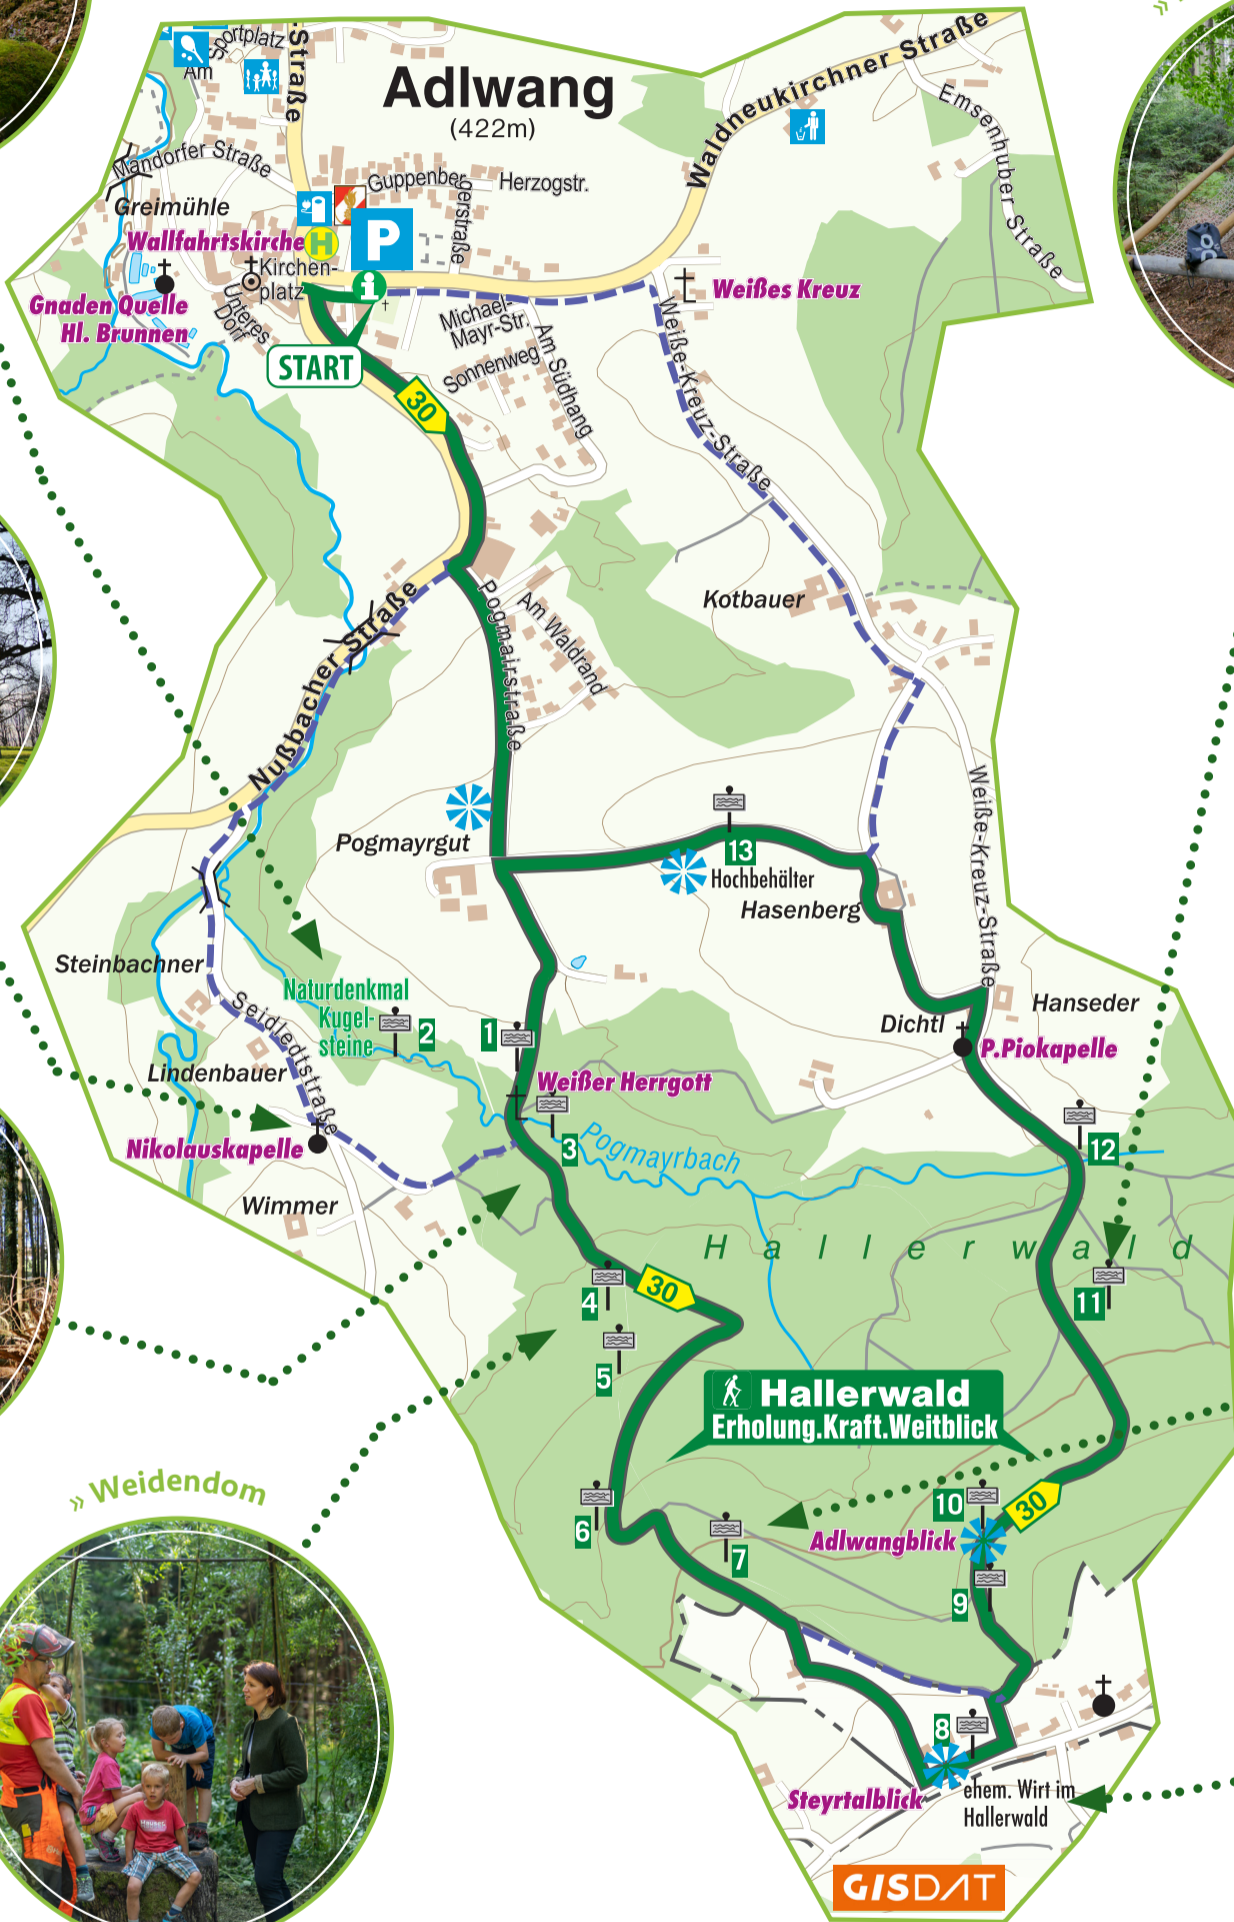 Am Sportplatz
-Straße
Adlwang
(422m)
Waldneukirchner Straße
Emsenhuber Straße
Mandorfer Straße
Greimühle
Guppenbergerstraße
Herzogstr.
Wallfahrtskirche
H
P
Kirchen-
platz
i
Gnaden Quelle
Hl. Brunnen
Unteres
Dorf
Weißes Kreuz
Michael-
Mayr-Str.
START
Sonnenweg
Am Südhang
30
Weiße-Kreuz-Straße
Nußbacher Straße
Pogmairstraße
Am Waldrand
Kotbauer
Pogmayrgut
13
Hochbehälter
Hasenberg
Weiße-Kreuz-Straße
Steinbachner
Naturdenkmal
Kugel-
steine
2
1
Seidledtstraße
Hanseder
Dichtl
P.Piokapelle
Lindenbauer
Weißer Herrgott
3
Pogmayrbach
12
Nikolauskapelle
Wimmer
Hallerwald
4
30
11
5
Hallerwald
Erholung.Kraft.Weitblick
» Weidendom
6
7
10
30
Adlwangblick
9
8
Steyrtalblick
ehem. Wirt im
Hallerwald
GISDAT